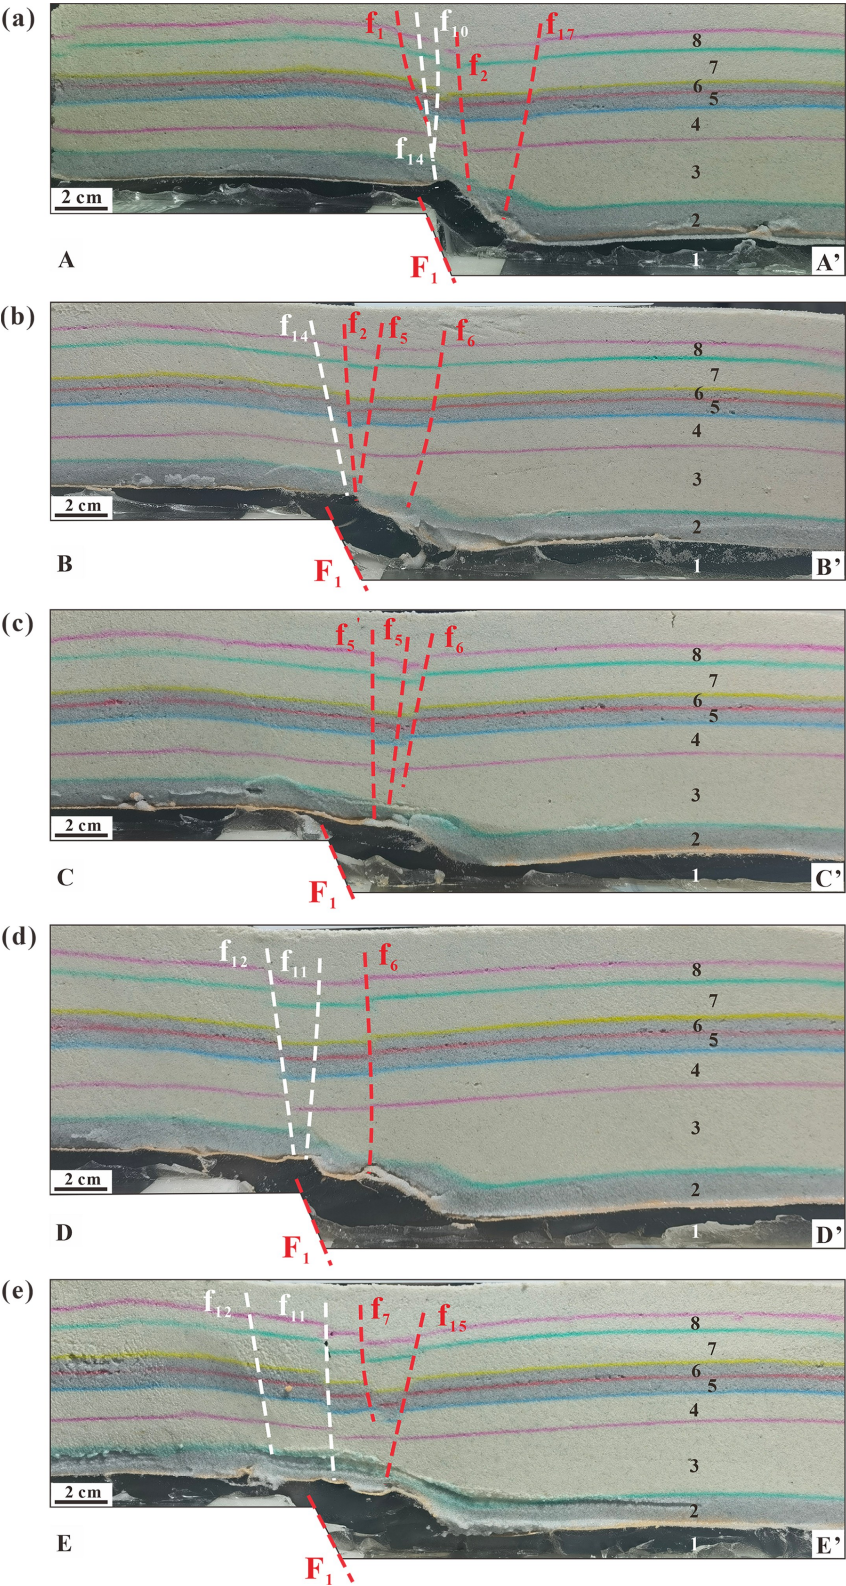 (a)
f1 f10 f17
8
f2
7
6
5
4
f14
3
2 cm
2
1
A F1 A’
(b)
f14 f2 f5 f6
8
7
6
5
4
3
2 cm
2
1
B F1 B’
(c)
f5' f5 f6
8
7
6
5
4
3
2 cm
2
1
C F1 C’
(d)
f12 f11 f6
8
7
6
5
4
3
2 cm
2
1
D F1 D’
(e)
f12 f11 f7 f15
8
7
6
5
4
3
2 cm
2
1
E F1 E’